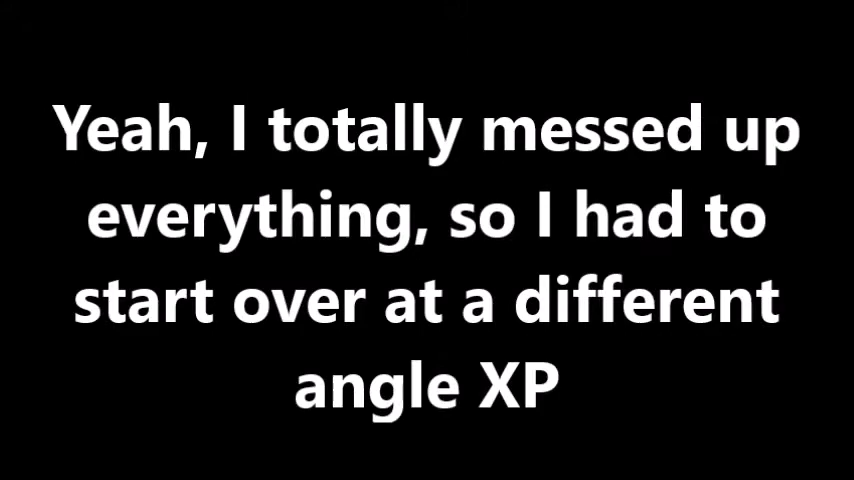 Yeah, I totally messed up
everything, so I had to
start over at a different
angle XP